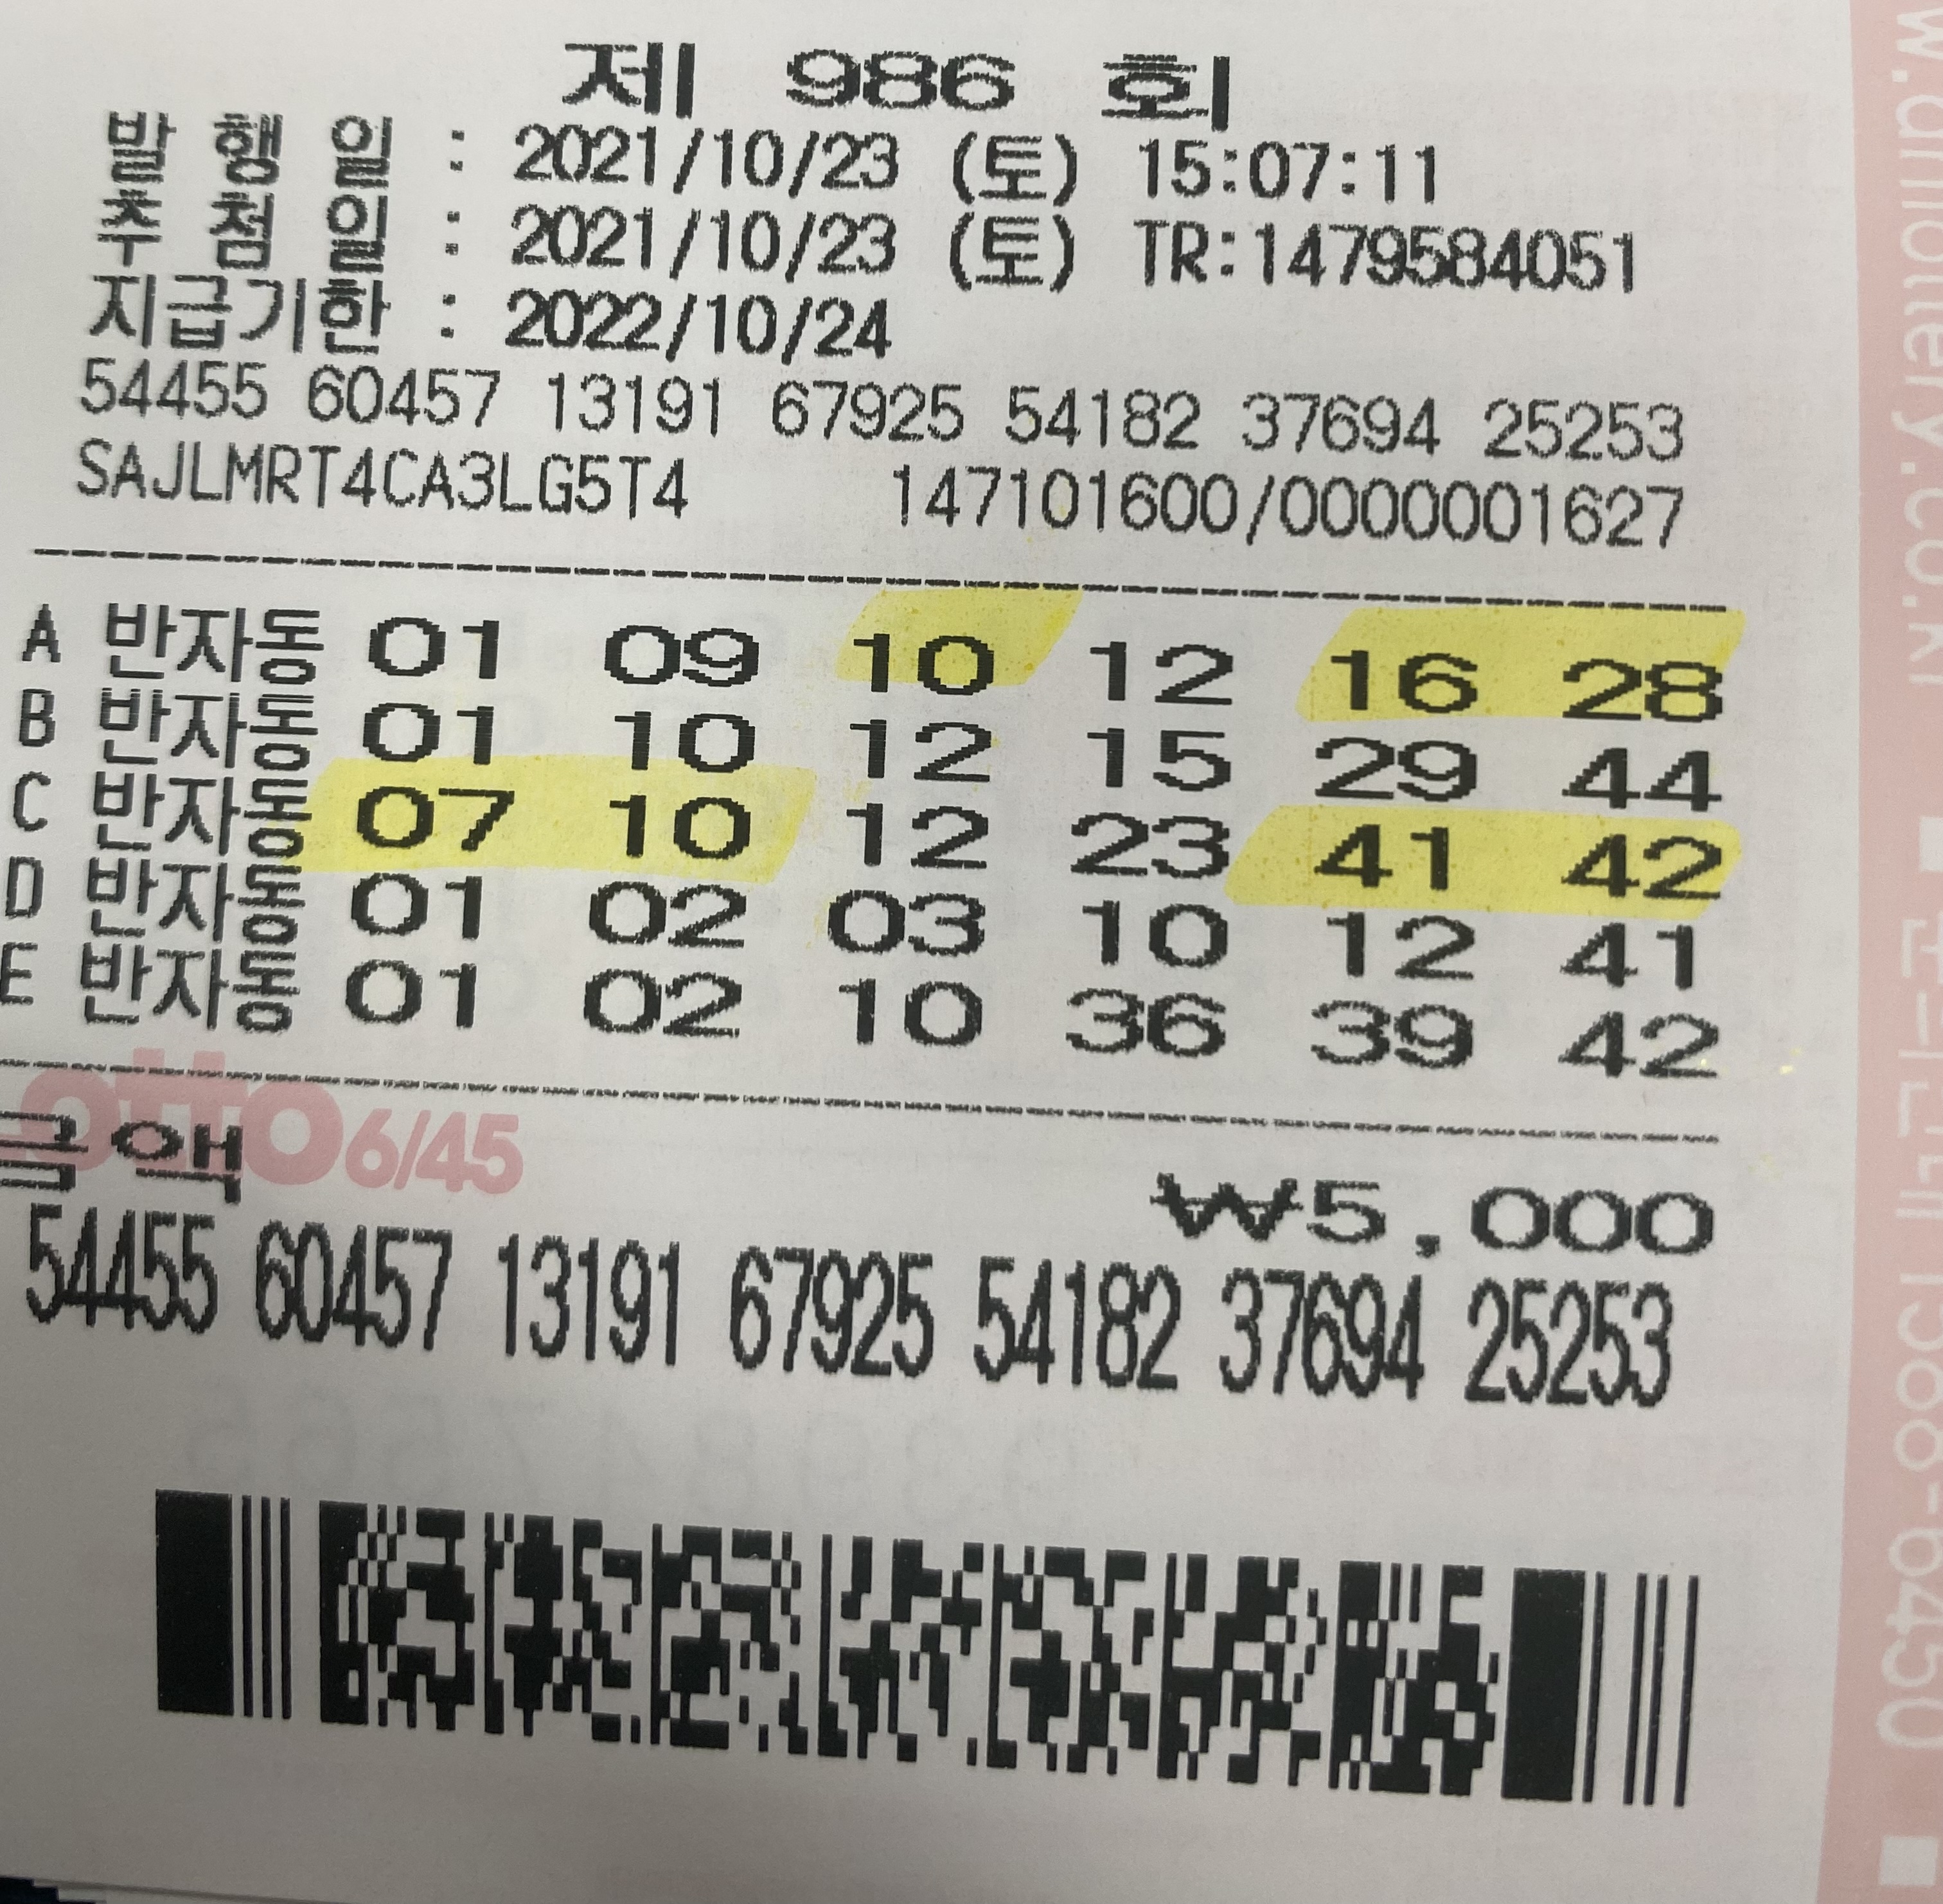 제 986 회
발 행 일 : 2021/10/23 (토) 15:07:11
추 첨 일 : 2021/10/23 (토) TR:1479584051
지급기한 : 2022/10/24
54455 60457 13191 67925 54182 37694 25253
SAJLMRT4CA3LG5T4 147101600/0000001627
A 반자동 01 09 10 12 16 28
B 반자동 01 10 12 15 29 44
C 반자동 07 10 12 23 41 42
D 반자동 01 02 03 10 12 41
E 반자동 01 02 10 36 39 42
otto 6/45
금액 ₩5,000
54455 60457 13191 67925 54182 37694 25253
1588-6450